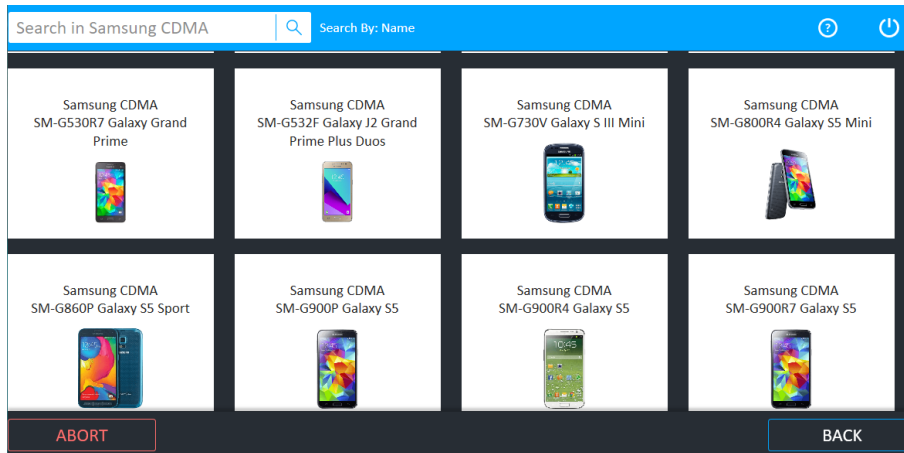 Search in Samsung CDMA
Search By: Name
?
Samsung CDMA
SM-G530R7 Galaxy Grand
Prime
Samsung CDMA
SM-G532F Galaxy J2 Grand
Prime Plus Duos
Samsung CDMA
SM-G730V Galaxy S III Mini
Samsung CDMA
SM-G800R4 Galaxy S5 Mini
Samsung CDMA
SM-G860P Galaxy S5 Sport
Samsung CDMA
SM-G900P Galaxy S5
Samsung CDMA
SM-G900R4 Galaxy S5
10:45
Samsung CDMA
SM-G900R7 Galaxy S5
ABORT
BACK